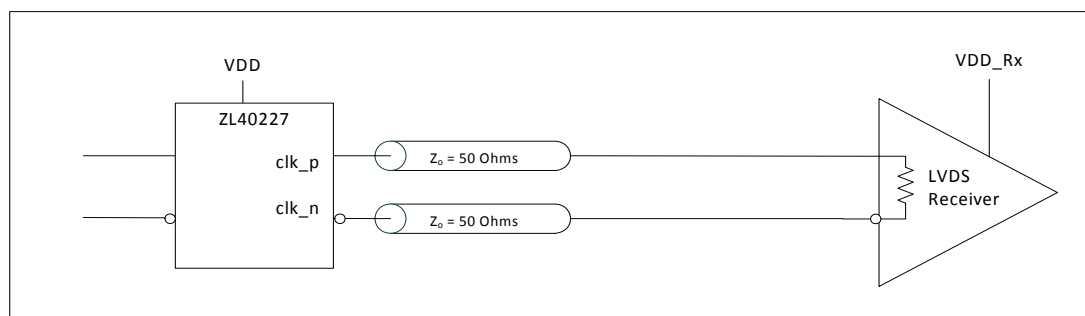 VDD
ZL40227
clk_p
clk_n
Zₒ = 50 Ohms
Zₒ = 50 Ohms
VDD_Rx
LVDS
Receiver